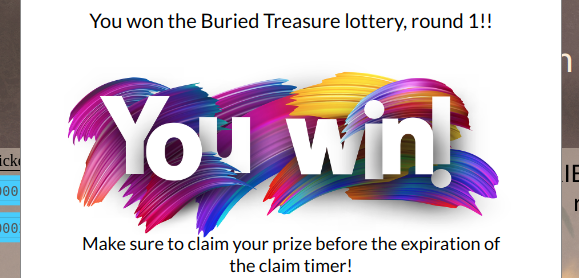 You won the Buried Treasure lottery, round 1!!
You win!
Make sure to claim your prize before the expiration of
the claim timer!